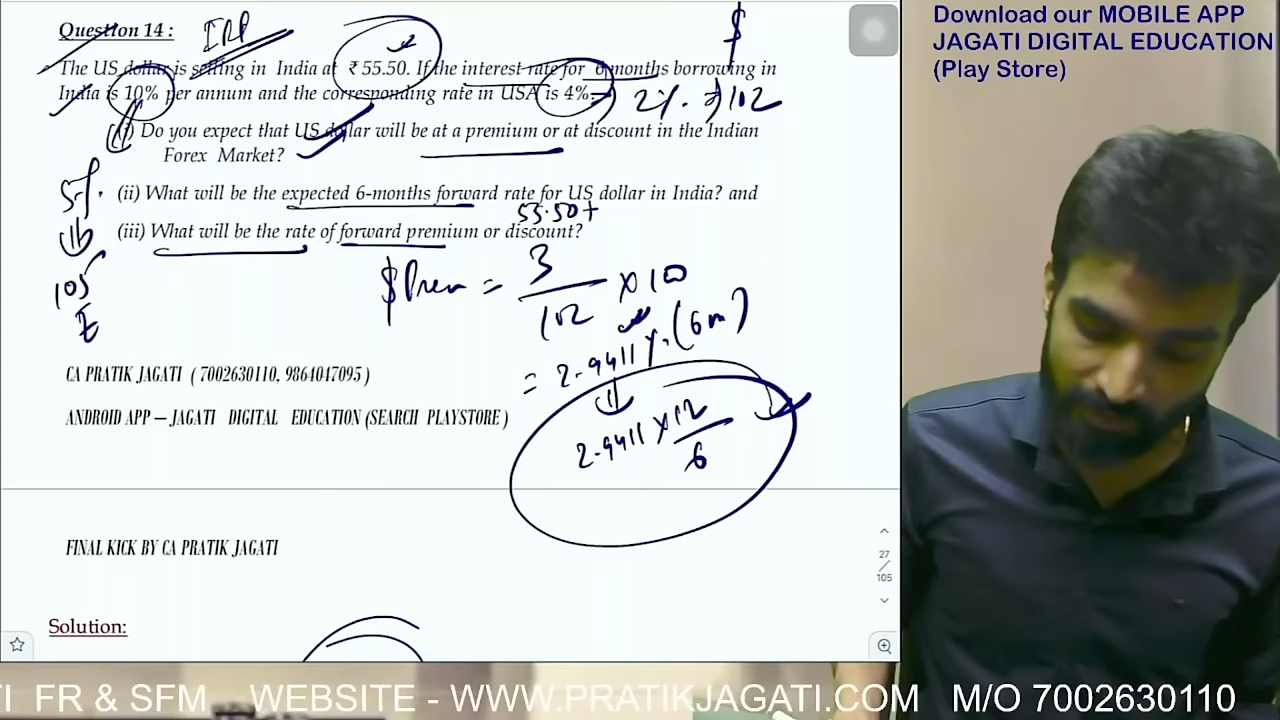 Question 14 :
IRP
$
The US dollar is selling in India at ₹ 55.50. If the interest rate for 6 months borrowing in
India is 10% per annum and the corresponding rate in USA is 4%. ⇒ 2% ⇒ 102
(i) Do you expect that US dollar will be at a premium or at discount in the Indian
Forex Market?
5%
(ii) What will be the expected 6-months forward rate for US dollar in India? and
55.50+
(iii) What will be the rate of forward premium or discount?
105
$ Prem = 3/102 × 100
= 2.9411% (6m)
2.9411 × 12/6
CA PRATIK JAGATI ( 7002630110, 9864047095 )
ANDROID APP – JAGATI DIGITAL EDUCATION (SEARCH PLAYSTORE )
FINAL KICK BY CA PRATIK JAGATI
27
/
105
Solution:
Download our MOBILE APP
JAGATI DIGITAL EDUCATION
(Play Store)
TI FR & SFM - WEBSITE - WWW.PRATIKJAGATI.COM M/O 7002630110